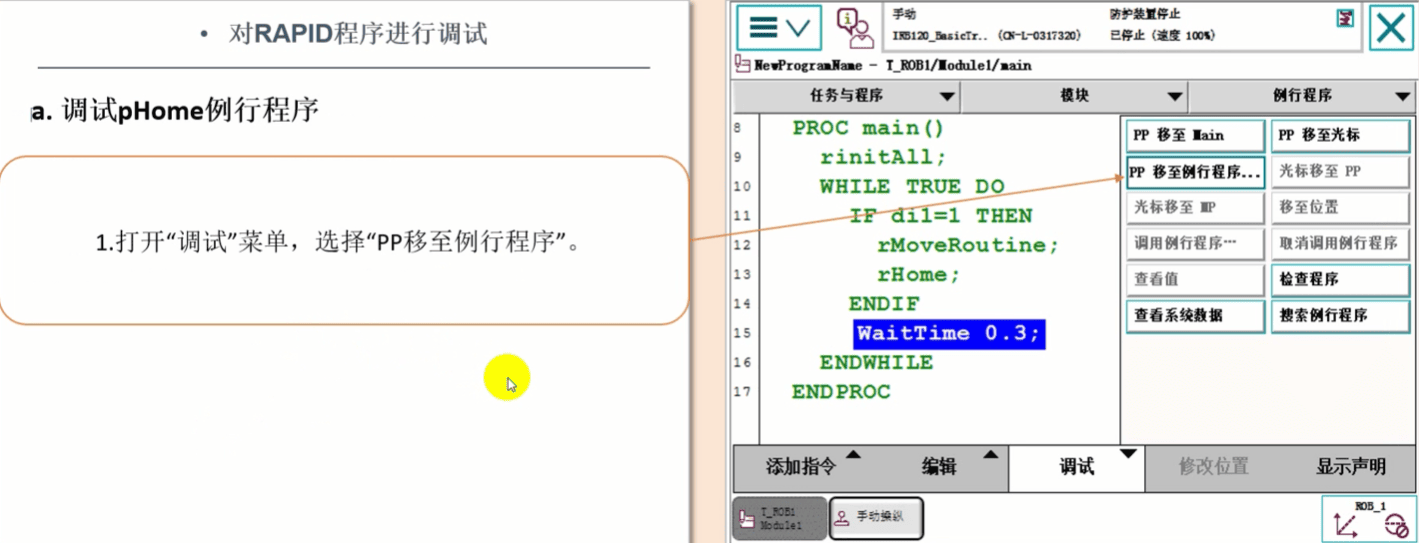 • 对RAPID程序进行调试
a. 调试pHome例行程序
1.打开“调试”菜单，选择“PP移至例行程序”。
手动
防护装置停止
IRB120_BasicTr.. (CN-L-0317320)
已停止 (速度 100%)
NewProgramName - T_ROB1/Module1/main
任务与程序
模块
例行程序
8 PROC main()
9 rinitAll;
10 WHILE TRUE DO
11 IF di1=1 THEN
12 rMoveRoutine;
13 rHome;
14 ENDIF
15 WaitTime 0.3;
16 ENDWHILE
17 ENDPROC
PP 移至 Main
PP 移至光标
PP 移至例行程序...
光标移至 PP
光标移至 MP
移至位置
调用例行程序…
取消调用例行程序
查看值
检查程序
查看系统数据
搜索例行程序
添加指令
编辑
调试
修改位置
显示声明
T_ROB1
Module1
手动操纵
ROB_1